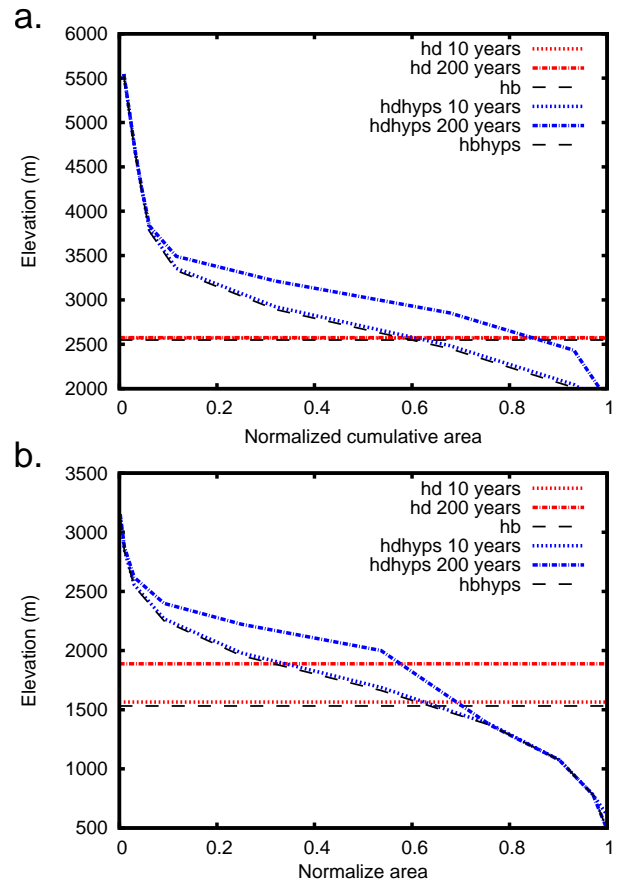 a.
6000
5500
5000
4500
4000
3500
3000
2500
2000
Elevation (m)
hd 10 years
hd 200 years
hb
hdhyps 10 years
hdhyps 200 years
hbhyps
0 0.2 0.4 0.6 0.8 1
Normalized cumulative area
b.
3500
3000
2500
2000
1500
1000
500
Elevation (m)
hd 10 years
hd 200 years
hb
hdhyps 10 years
hdhyps 200 years
hbhyps
0 0.2 0.4 0.6 0.8 1
Normalize area